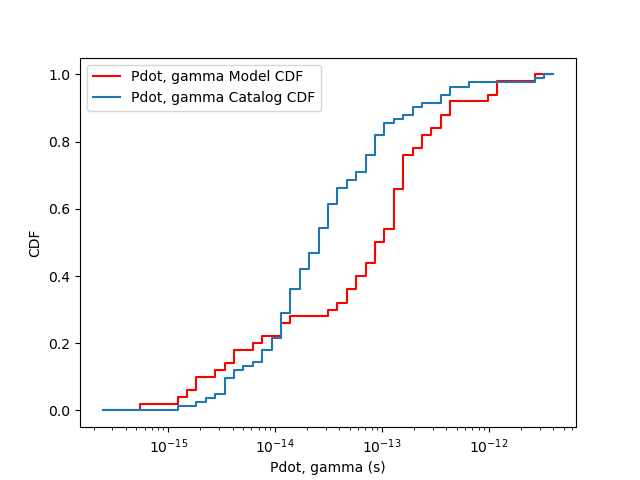 Pdot, gamma Model CDF
Pdot, gamma Catalog CDF
1.0
0.8
0.6
0.4
0.2
0.0
CDF
10⁻¹⁵
10⁻¹⁴
10⁻¹³
10⁻¹²
Pdot, gamma (s)